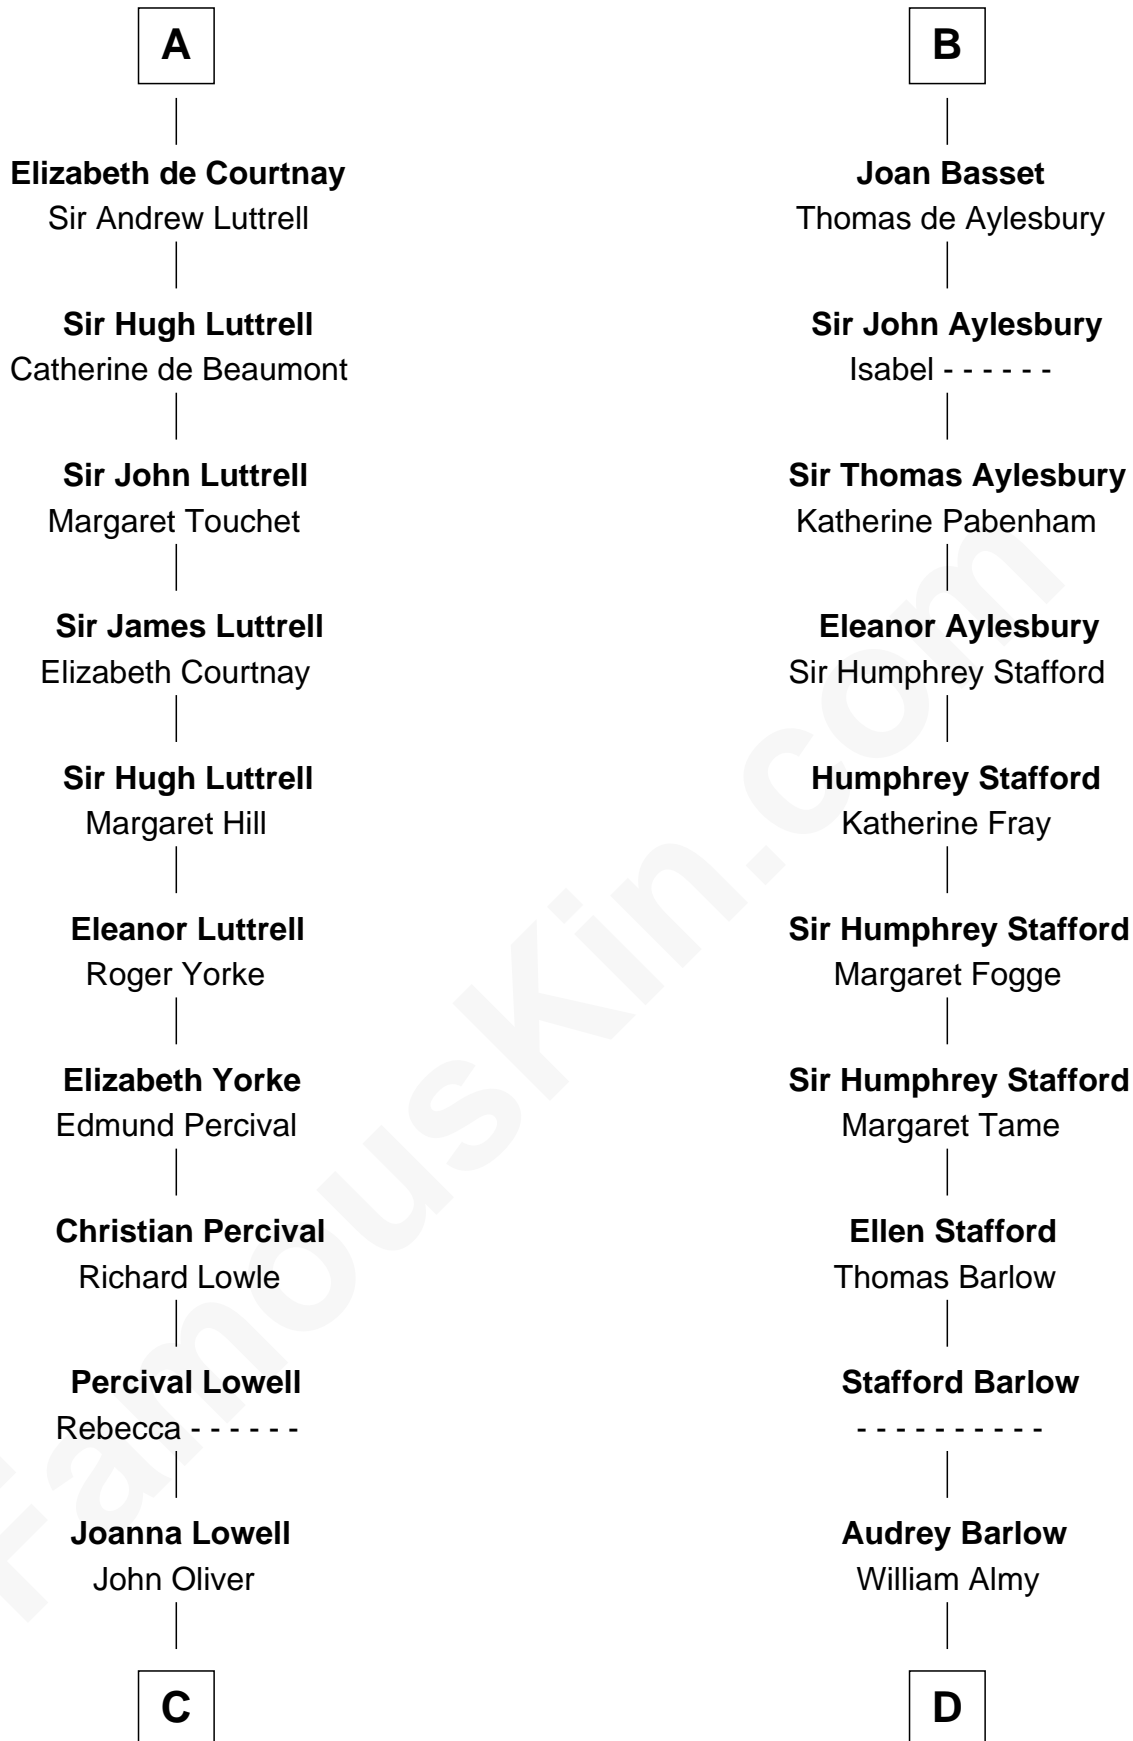 A
Elizabeth de Courtnay
Sir Andrew Luttrell
Sir Hugh Luttrell
Catherine de Beaumont
Sir John Luttrell
Margaret Touchet
Sir James Luttrell
Elizabeth Courtnay
Sir Hugh Luttrell
Margaret Hill
Eleanor Luttrell
Roger Yorke
Elizabeth Yorke
Edmund Percival
Christian Percival
Richard Lowle
Percival Lowell
Rebecca - - - - - -
Joanna Lowell
John Oliver
C
B
Joan Basset
Thomas de Aylesbury
Sir John Aylesbury
Isabel - - - - - -
Sir Thomas Aylesbury
Katherine Pabenham
Eleanor Aylesbury
Sir Humphrey Stafford
Humphrey Stafford
Katherine Fray
Sir Humphrey Stafford
Margaret Fogge
Sir Humphrey Stafford
Margaret Tame
Ellen Stafford
Thomas Barlow
Stafford Barlow
- - - - - - - - - -
Audrey Barlow
William Almy
D
FamousKin.com